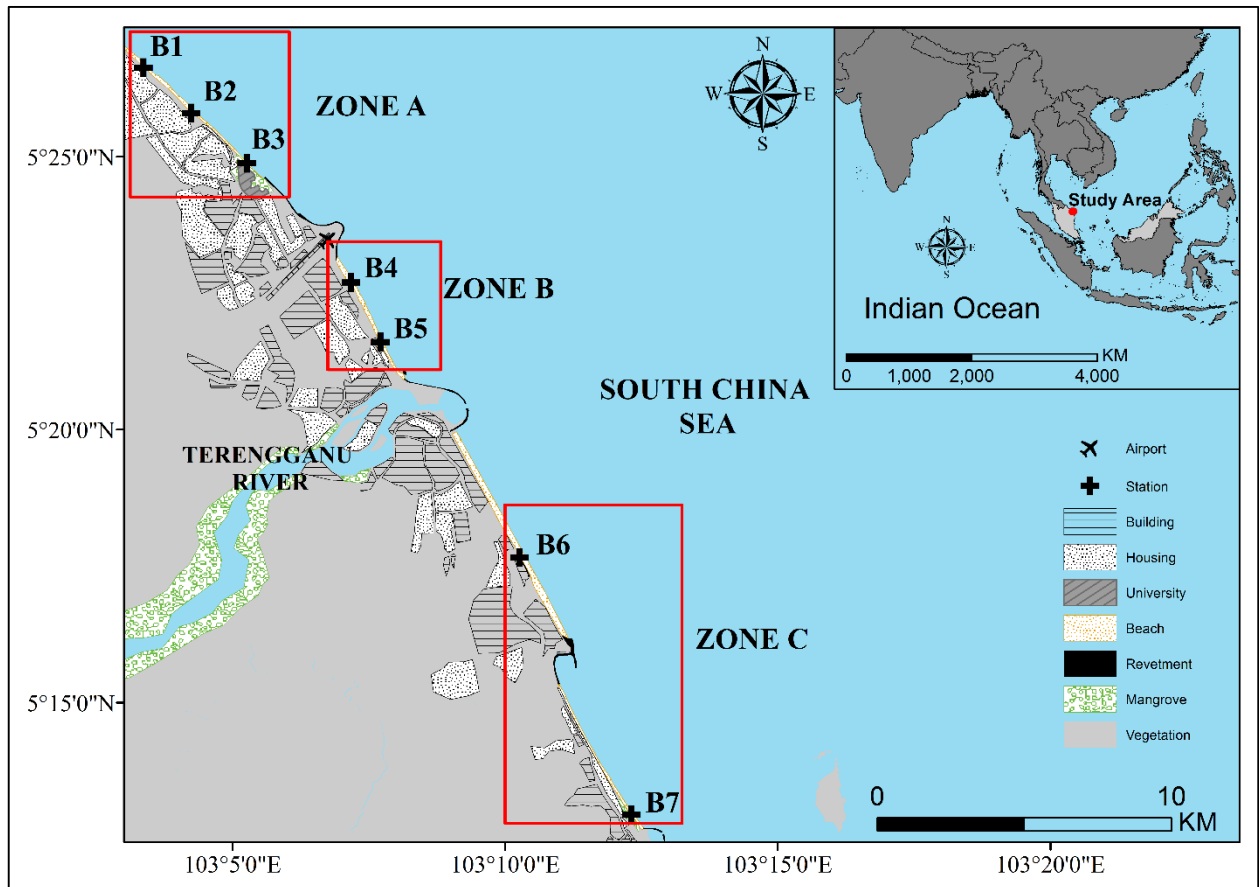 B1
B2
ZONE A
B3
B4
ZONE B
B5
SOUTH CHINA
SEA
TERENGGANU
RIVER
B6
ZONE C
B7
N
W
E
S
Study Area
N
W
E
S
Indian Ocean
KM
0
1,000
2,000
4,000
Airport
Station
Building
Housing
University
Beach
Revetment
Mangrove
Vegetation
0
10
KM
5°25'0"N
5°20'0"N
5°15'0"N
103°5'0"E
103°10'0"E
103°15'0"E
103°20'0"E